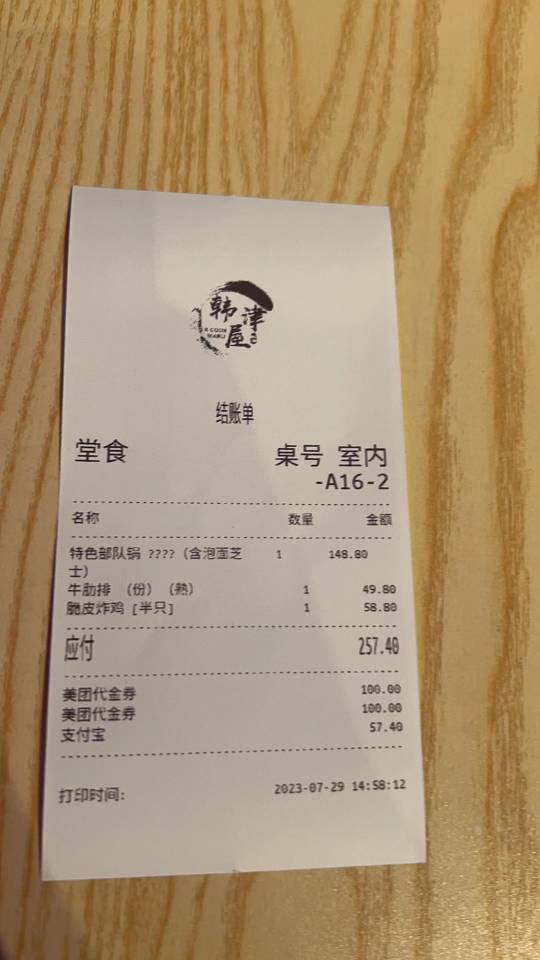 韩津
屋
结账单
堂食 桌号 室内
-A16-2
名称 数量 金额
特色部队锅 ????（含泡面芝 1 148.80
士）
牛肋排 （份）（熟） 1 49.80
脆皮炸鸡 [半只] 1 58.80
应付 257.40
美团代金券 100.00
美团代金券 100.00
支付宝 57.40
打印时间: 2023-07-29 14:58:12